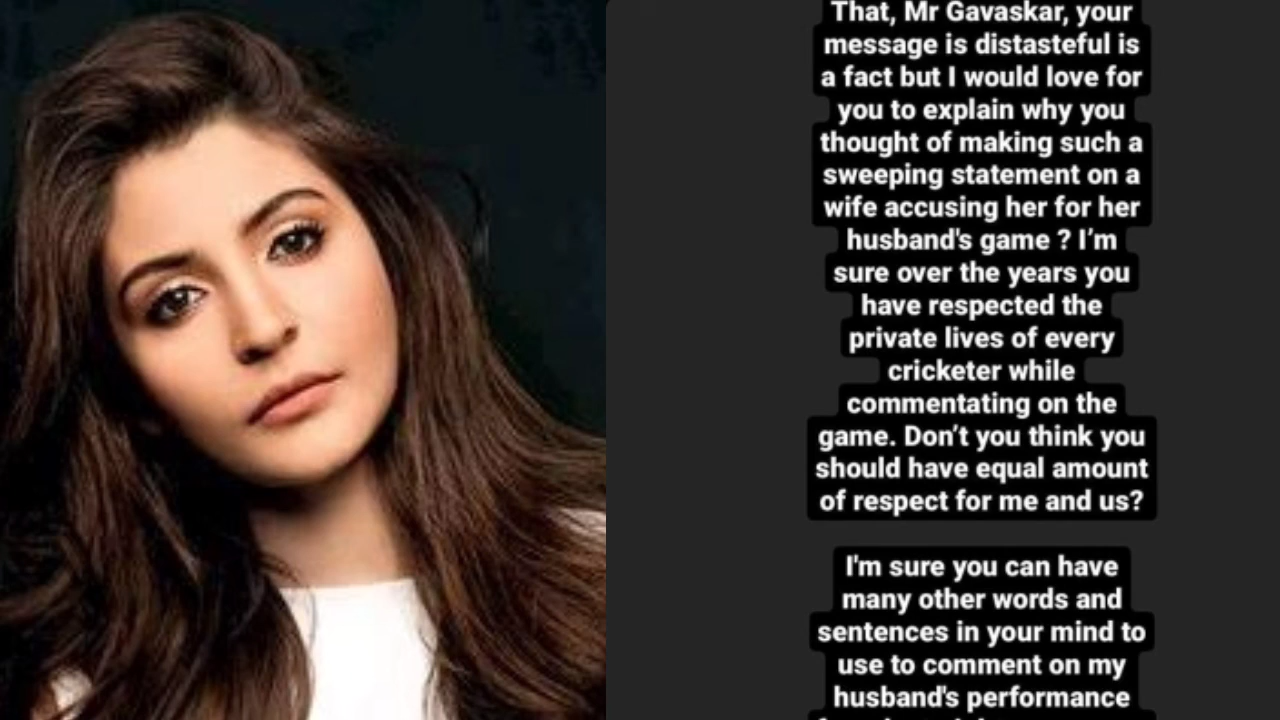 That, Mr Gavaskar, your
message is distasteful is
a fact but I would love for
you to explain why you
thought of making such a
sweeping statement on a
wife accusing her for her
husband's game ? I’m
sure over the years you
have respected the
private lives of every
cricketer while
commentating on the
game. Don’t you think you
should have equal amount
of respect for me and us?
I'm sure you can have
many other words and
sentences in your mind to
use to comment on my
husband's performance